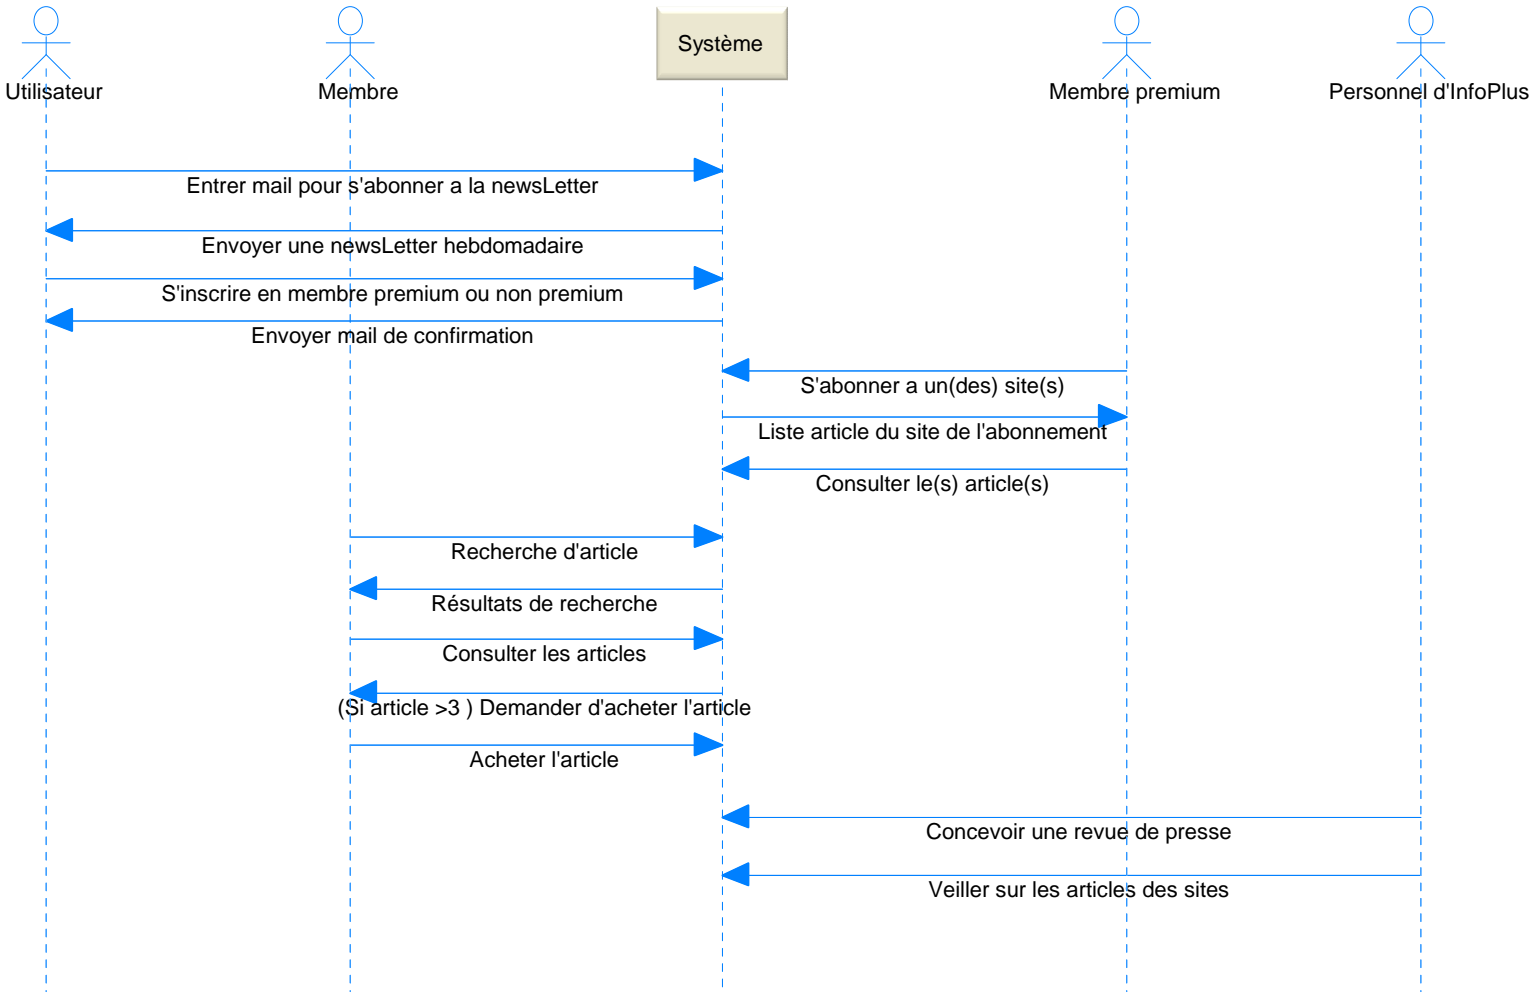 Système
Utilisateur
Membre
Membre premium
Personnel d'InfoPlus
Entrer mail pour s'abonner a la newsLetter
Envoyer une newsLetter hebdomadaire
S'inscrire en membre premium ou non premium
Envoyer mail de confirmation
S'abonner a un(des) site(s)
Liste article du site de l'abonnement
Consulter le(s) article(s)
Recherche d'article
Résultats de recherche
Consulter les articles
(Si article >3 ) Demander d'acheter l'article
Acheter l'article
Concevoir une revue de presse
Veiller sur les articles des sites